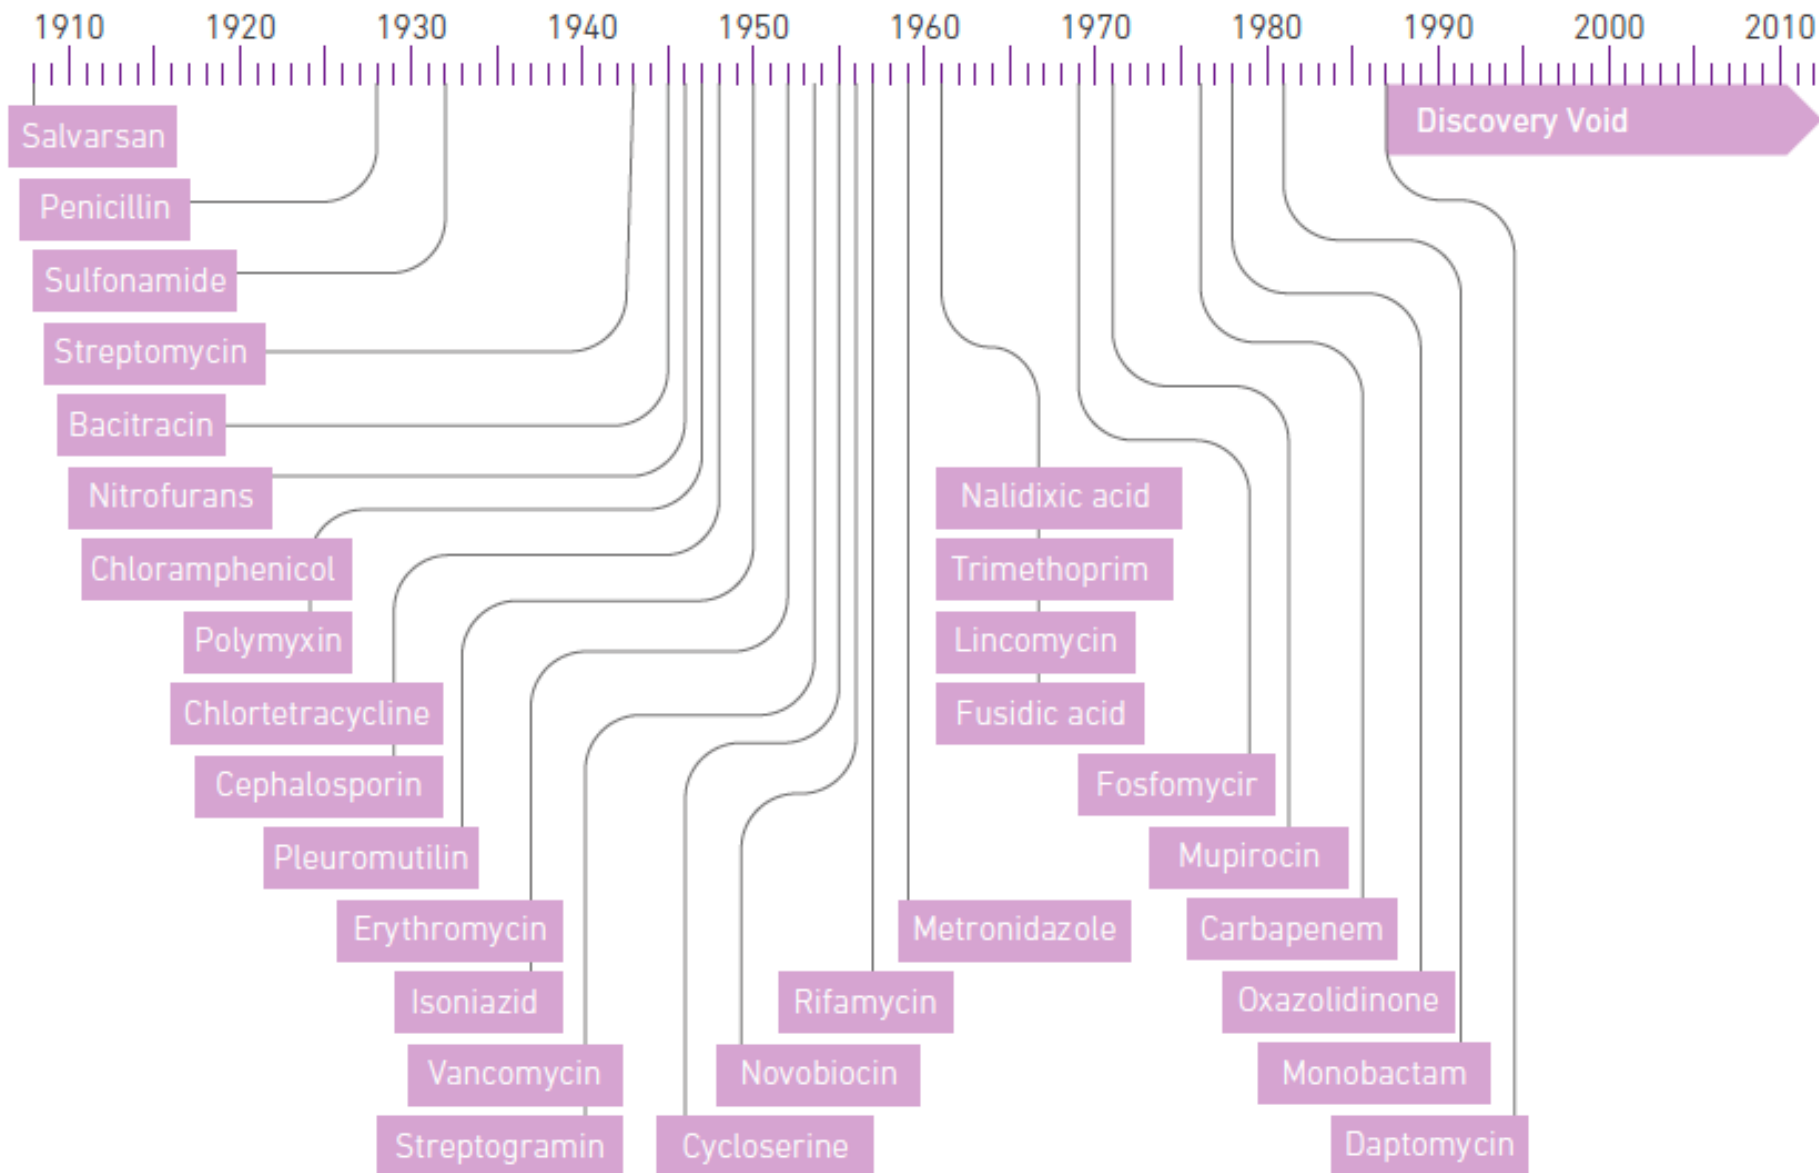 1910 1920 1930 1940 1950 1960 1970 1980 1990 2000 2010
Discovery Void
Salvarsan
Penicillin
Sulfonamide
Streptomycin
Bacitracin
Nitrofurans
Chloramphenicol
Polymyxin
Chlortetracycline
Cephalosporin
Pleuromutilin
Erythromycin
Isoniazid
Vancomycin
Streptogramin
Cycloserine
Novobiocin
Rifamycin
Metronidazole
Nalidixic acid
Trimethoprim
Lincomycin
Fusidic acid
Fosfomycir
Mupirocin
Carbapenem
Oxazolidinone
Monobactam
Daptomycin